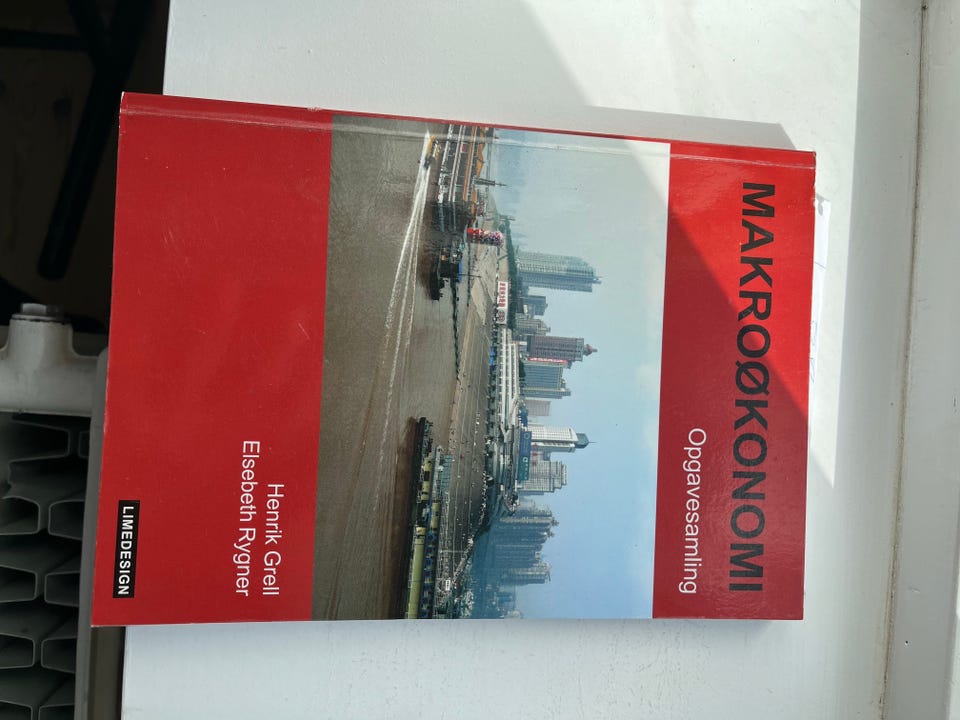 MAKROØKONOMI
Opgavesamling
Henrik Grell
Elsebeth Rygner
LIMEDESIGN